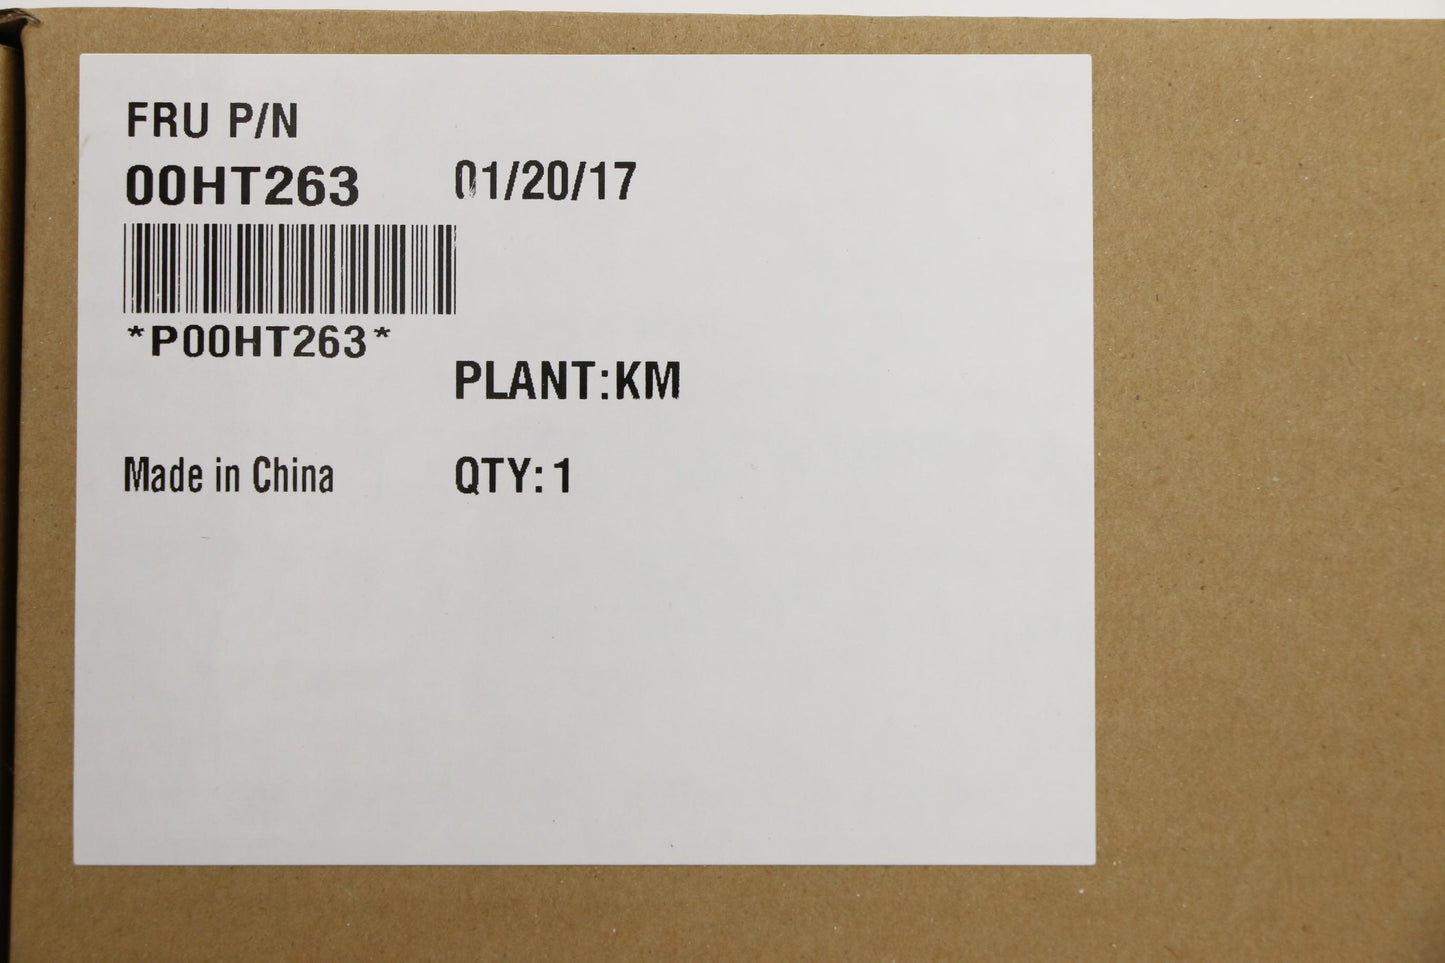 FRU P/N
00HT263 01/20/17
*P00HT263*
PLANT:KM
Made in China QTY: 1